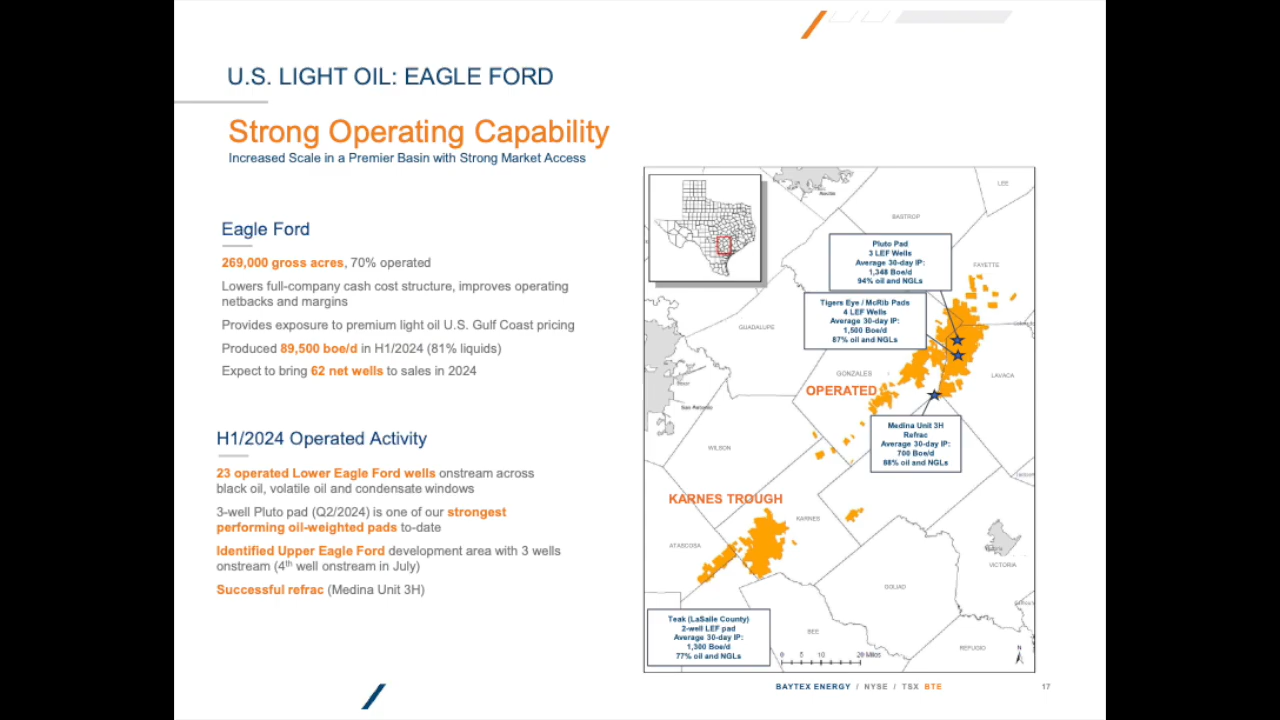 U.S. LIGHT OIL: EAGLE FORD
Strong Operating Capability
Increased Scale in a Premier Basin with Strong Market Access
Eagle Ford
269,000 gross acres, 70% operated
Lowers full-company cash cost structure, improves operating
netbacks and margins
Provides exposure to premium light oil U.S. Gulf Coast pricing
Produced 89,500 boe/d in H1/2024 (81% liquids)
Expect to bring 62 net wells to sales in 2024
H1/2024 Operated Activity
23 operated Lower Eagle Ford wells onstream across
black oil, volatile oil and condensate windows
3-well Pluto pad (Q2/2024) is one of our strongest
performing oil-weighted pads to-date
Identified Upper Eagle Ford development area with 3 wells
onstream (4th well onstream in July)
Successful refrac (Medina Unit 3H)
LEE
BASTROP
Pluto Pad
3 LEF Wells
Average 30-day IP:
1,348 Boe/d
94% oil and NGLs
FAYETTE
Tigers Eye / McRib Pads
4 LEF Wells
Average 30-day IP:
1,500 Boe/d
87% oil and NGLs
GUADALUPE
GONZALES
LAVACA
OPERATED
San Antonio
Medina Unit 3H
Refrac
Average 30-day IP:
700 Boe/d
88% oil and NGLs
WILSON
KARNES TROUGH
KARNES
ATASCOSA
VICTORIA
GOLIAD
Teak (LaSalle County)
2-well LEF pad
Average 30-day IP:
1,300 Boe/d
77% oil and NGLs
BEE
REFUGIO
0 5 10 20 Miles
N
BAYTEX ENERGY / NYSE / TSX BTE
17